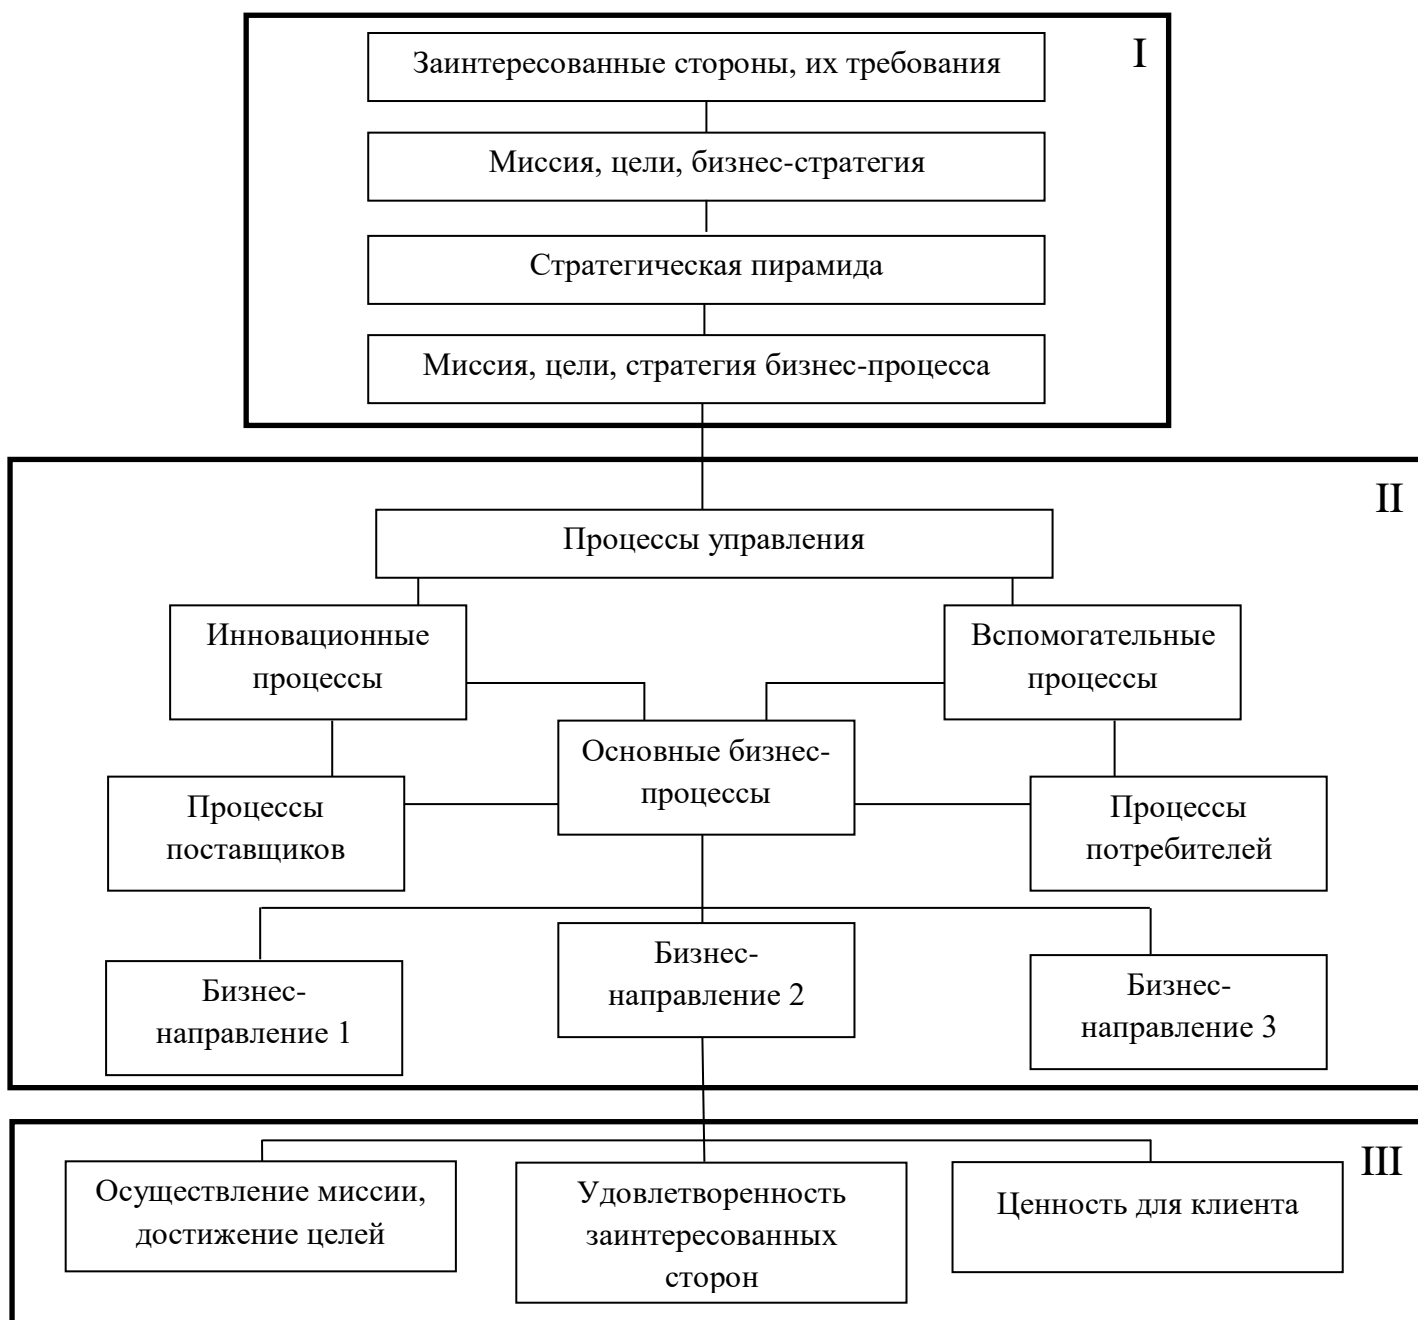 I
Заинтересованные стороны, их требования
Миссия, цели, бизнес-стратегия
Стратегическая пирамида
Миссия, цели, стратегия бизнес-процесса
II
Процессы управления
Инновационные
процессы
Вспомогательные
процессы
Основные бизнес-
процессы
Процессы
поставщиков
Процессы
потребителей
Бизнес-
направление 1
Бизнес-
направление 2
Бизнес-
направление 3
III
Осуществление миссии,
достижение целей
Удовлетворенность
заинтересованных
сторон
Ценность для клиента